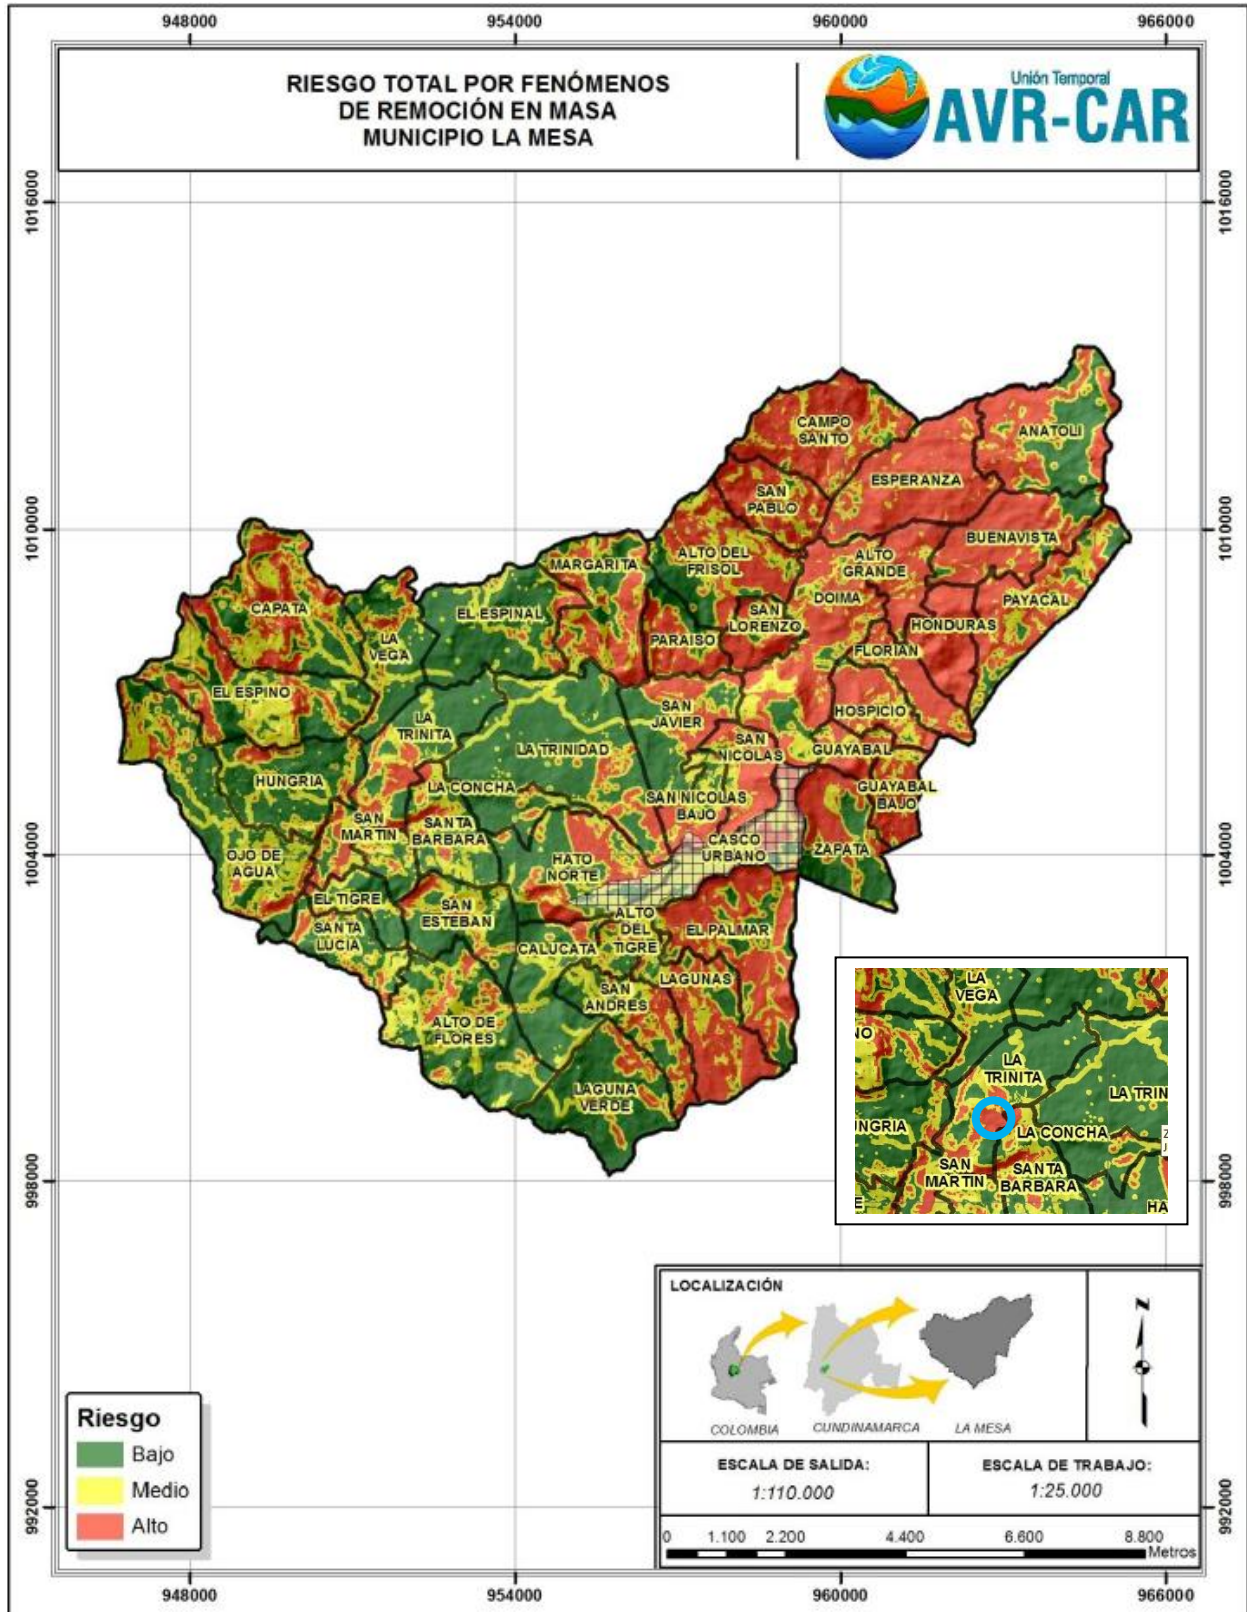 948000
954000
960000
966000
RIESGO TOTAL POR FENÓMENOS
DE REMOCIÓN EN MASA
MUNICIPIO LA MESA
Unión Temporal
AVR-CAR
1016000
1016000
CAMPO
SANTO
ANATOLI
ESPERANZA
SAN
PABLO
1010000
1010000
BUENAVISTA
ALTO DEL
FRISOL
ALTO
GRANDE
MARGARITA
DOIMA
PAYACAL
CAPATA
EL ESPINAL
SAN
LORENZO
HONDURAS
LA
VEGA
PARAISO
FLORIAN
EL ESPINO
SAN
JAVIER
HOSPICIO
LA
TRINITA
LA TRINIDAD
SAN
NICOLAS
GUAYABAL
HUNGRIA
LA CONCHA
GUAYABAL
BAJO
SAN NICOLAS
BAJO
SAN
MARTIN
SANTA
BARBARA
CASCO
URBANO
ZAPATA
1004000
1004000
OJO DE
AGUA
HATO
NORTE
EL TIGRE
SAN
ESTEBAN
SANTA
LUCIA
ALTO
DEL
TIGRE
EL PALMAR
CALUCATA
LAGUNAS
SAN
ANDRES
ALTO DE
FLORES
LAGUNA
VERDE
LA
VEGA
NO
LA
TRINITA
LA TRIN
NGRIA
LA CONCHA
SAN
MARTIN
SANTA
BARBARA
E
HA
998000
998000
LOCALIZACIÓN
N
COLOMBIA
CUNDINAMARCA
LA MESA
ESCALA DE SALIDA:
1:110.000
ESCALA DE TRABAJO:
1:25.000
Riesgo
Bajo
Medio
Alto
992000
992000
0 1.100 2.200 4.400 6.600 8.800
Metros
948000
954000
960000
966000